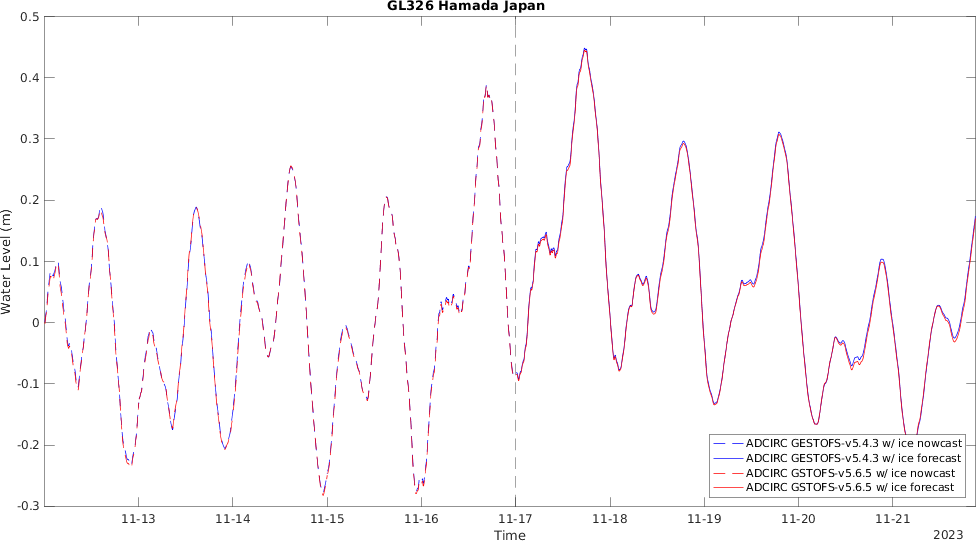 GL326 Hamada Japan
0.5
0.4
0.3
0.2
0.1
0
-0.1
-0.2
-0.3
Water Level (m)
11-13 11-14 11-15 11-16 11-17 11-18 11-19 11-20 11-21
Time
2023
ADCIRC GESTOFS-v5.4.3 w/ ice nowcast
ADCIRC GESTOFS-v5.4.3 w/ ice forecast
ADCIRC GSTOFS-v5.6.5 w/ ice nowcast
ADCIRC GSTOFS-v5.6.5 w/ ice forecast